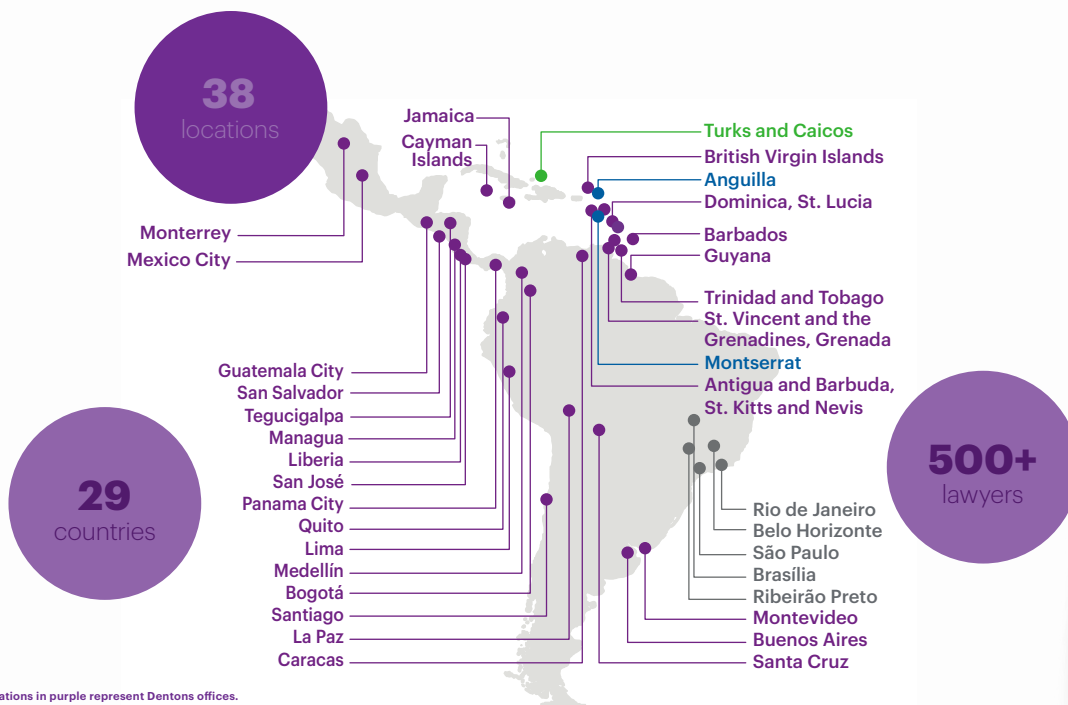 38
locations
Jamaica
Cayman
Islands
Monterrey
Mexico City
Turks and Caicos
British Virgin Islands
Anguilla
Dominica, St. Lucia
Barbados
Guyana
Trinidad and Tobago
St. Vincent and the
Grenadines, Grenada
Montserrat
Antigua and Barbuda,
St. Kitts and Nevis
Guatemala City
San Salvador
Tegucigalpa
Managua
Liberia
San José
Panama City
Quito
Lima
Medellín
Bogotá
Santiago
La Paz
Caracas
29
countries
500+
lawyers
Rio de Janeiro
Belo Horizonte
São Paulo
Brasília
Ribeirão Preto
Montevideo
Buenos Aires
Santa Cruz
ations in purple represent Dentons offices.